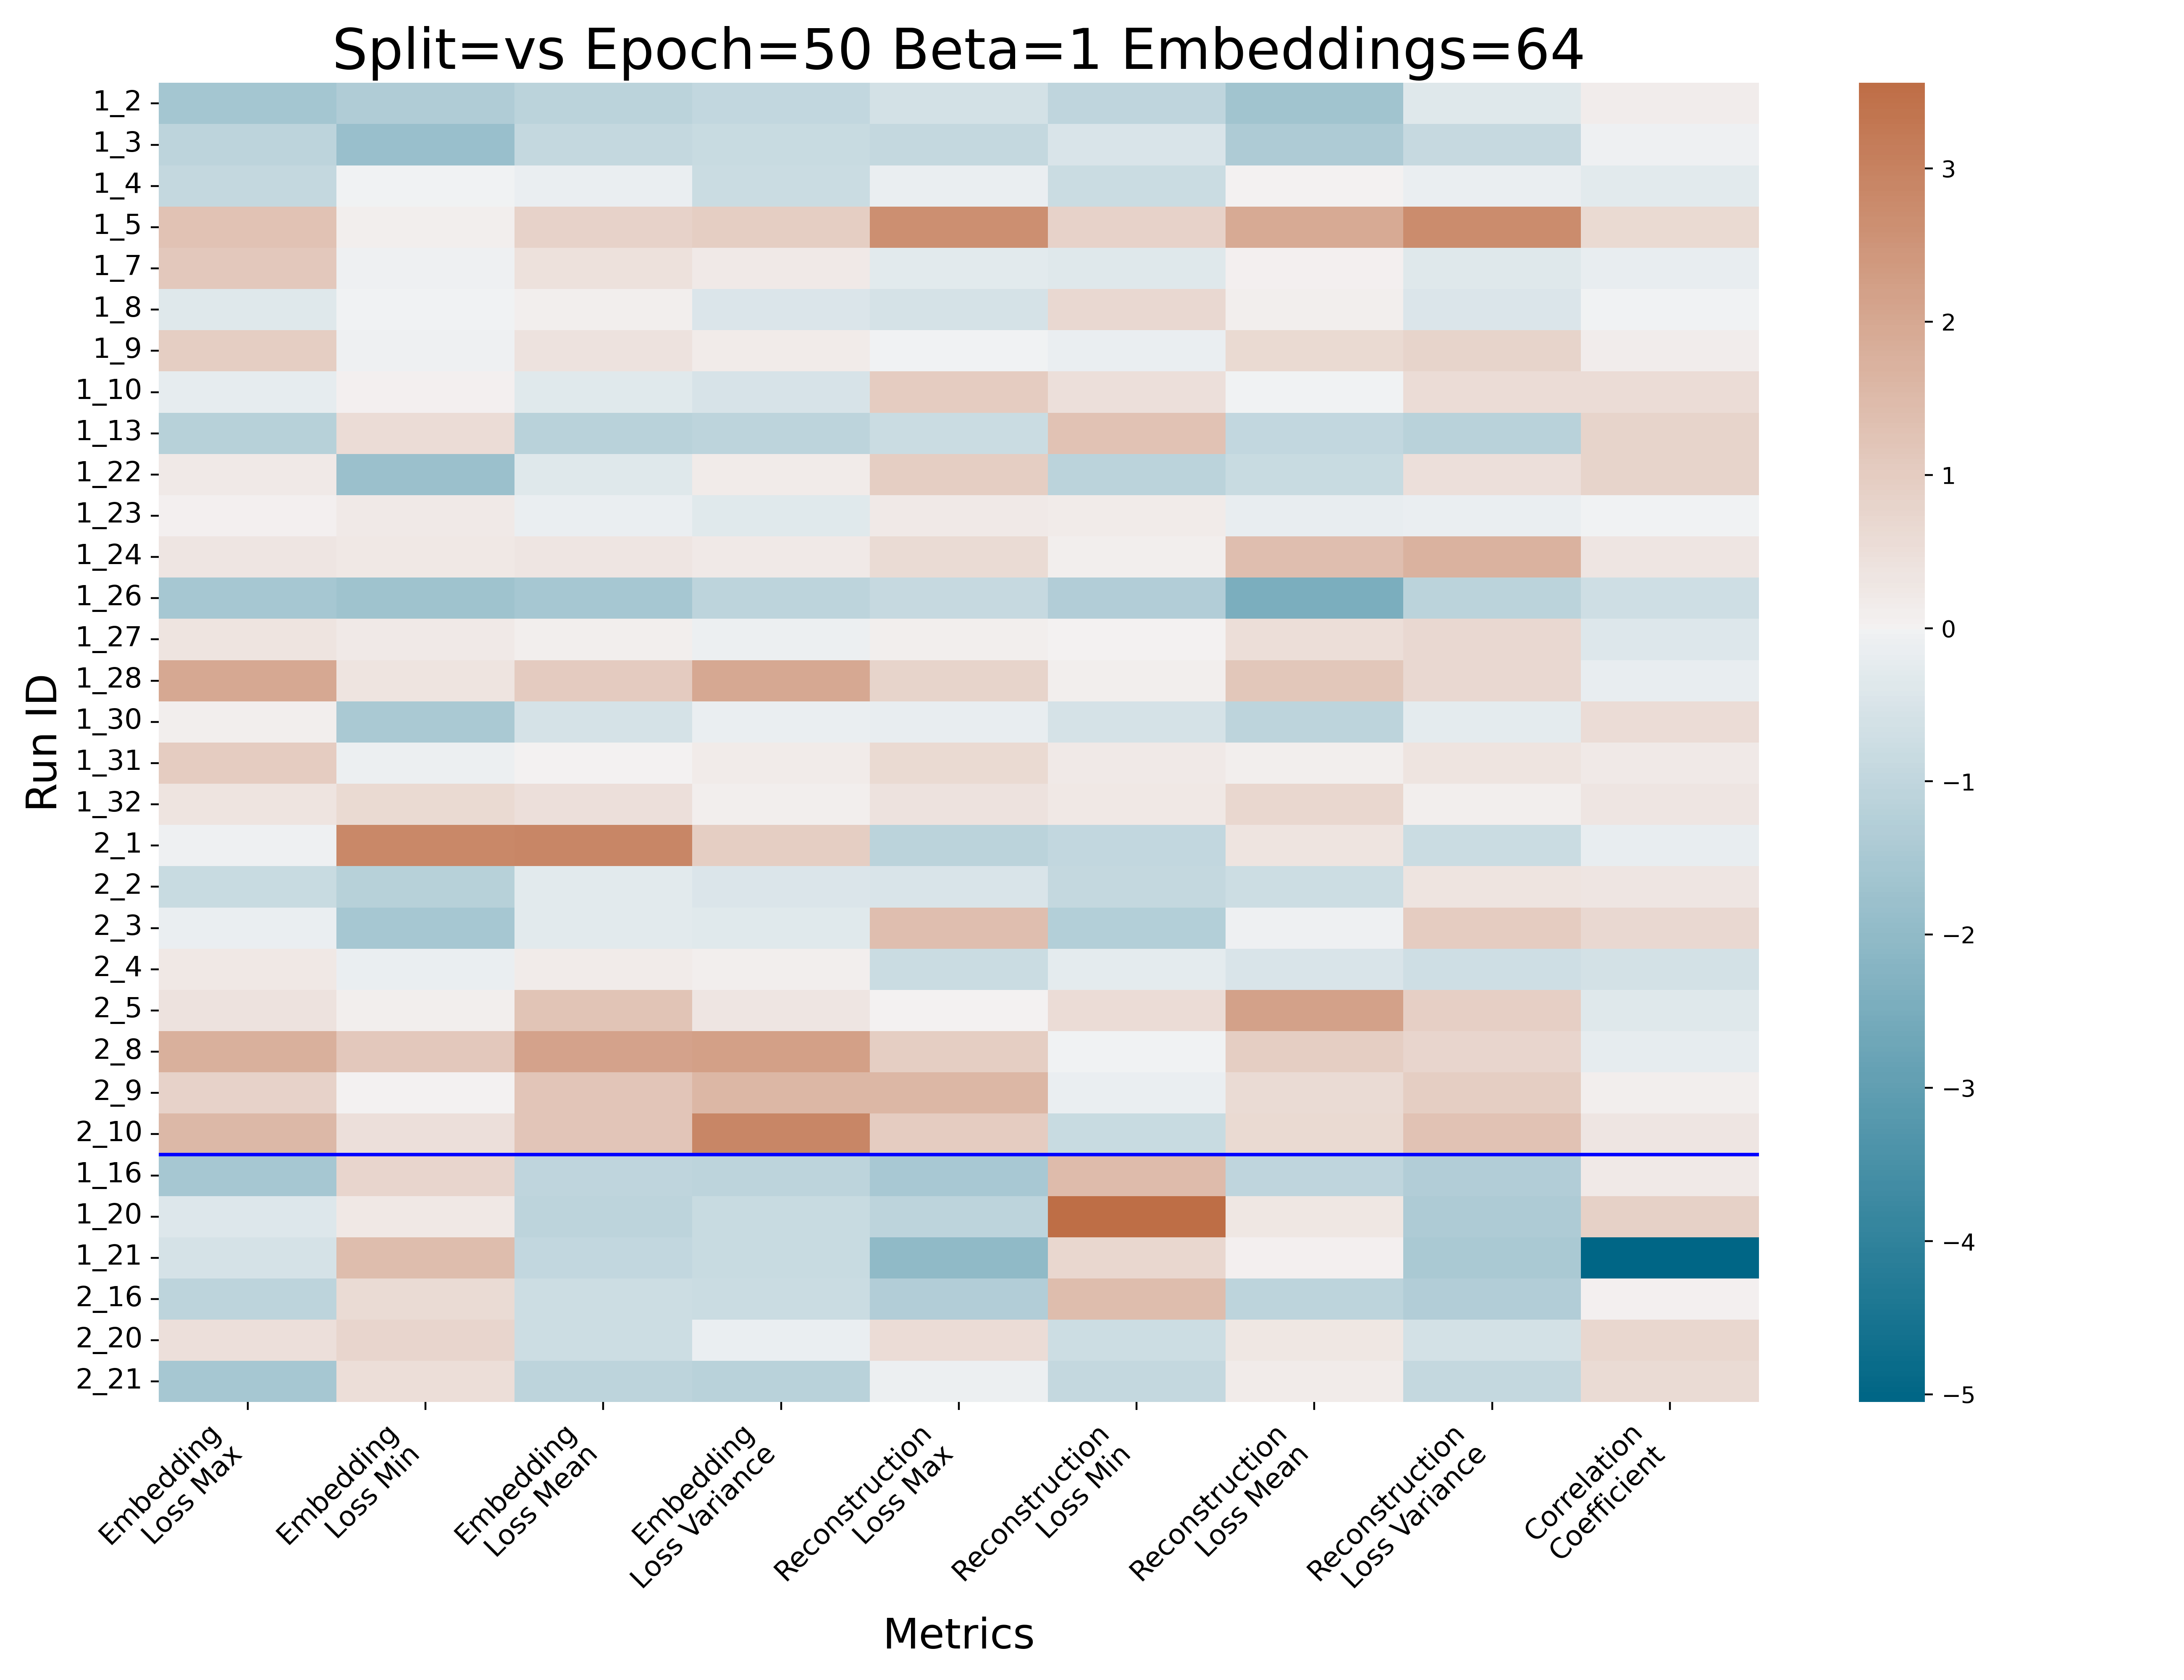 Split=vs Epoch=50 Beta=1 Embeddings=64
Run ID
1_2
1_3
1_4
1_5
1_7
1_8
1_9
1_10
1_13
1_22
1_23
1_24
1_26
1_27
1_28
1_30
1_31
1_32
2_1
2_2
2_3
2_4
2_5
2_8
2_9
2_10
1_16
1_20
1_21
2_16
2_20
2_21
3
2
1
0
−1
−2
−3
−4
−5
Embedding
Loss Max
Embedding
Loss Min
Embedding
Loss Mean
Embedding
Loss Variance
Reconstruction
Loss Max
Reconstruction
Loss Min
Reconstruction
Loss Mean
Reconstruction
Loss Variance
Correlation
Coefficient
Metrics